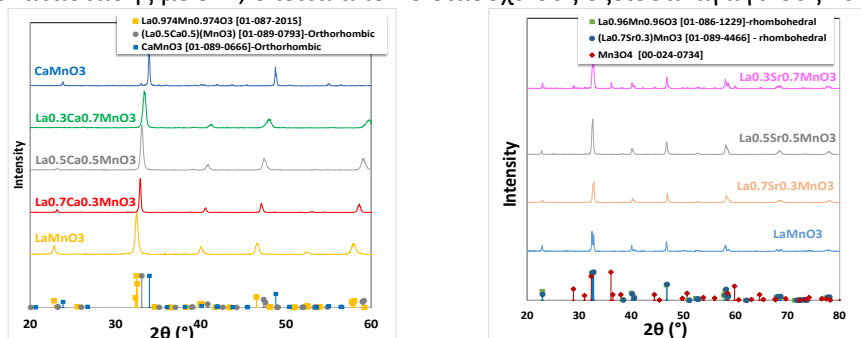 La0.974Mn0.974O3 [01-087-2015]
(La0.5Ca0.5)(MnO3) [01-089-0793)-Orthorhombic
CaMnO3 [01-089-0666]-Orthorhombic
CaMnO3
La0.3Ca0.7MnO3
La0.5Ca0.5MnO3
La0.7Ca0.3MnO3
LaMnO3
Intensity
20 30 40 50 60
2θ (°)
La0.96Mn0.96O3 [01-086-1229]-rhombohedral
(La0.75Sr0.3)MnO3 [01-089-4466] - rhombohedral
Mn3O4 [00-024-0734]
La0.3Sr0.7MnO3
La0.5Sr0.5MnO3
La0.7Sr0.3MnO3
LaMnO3
Intensity
20 30 40 50 60 70 80
2θ (°)